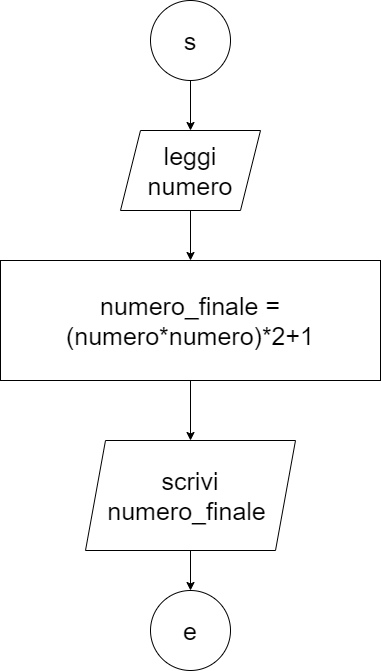 s
leggi
numero
numero_finale =
(numero*numero)*2+1
scrivi
numero_finale
e